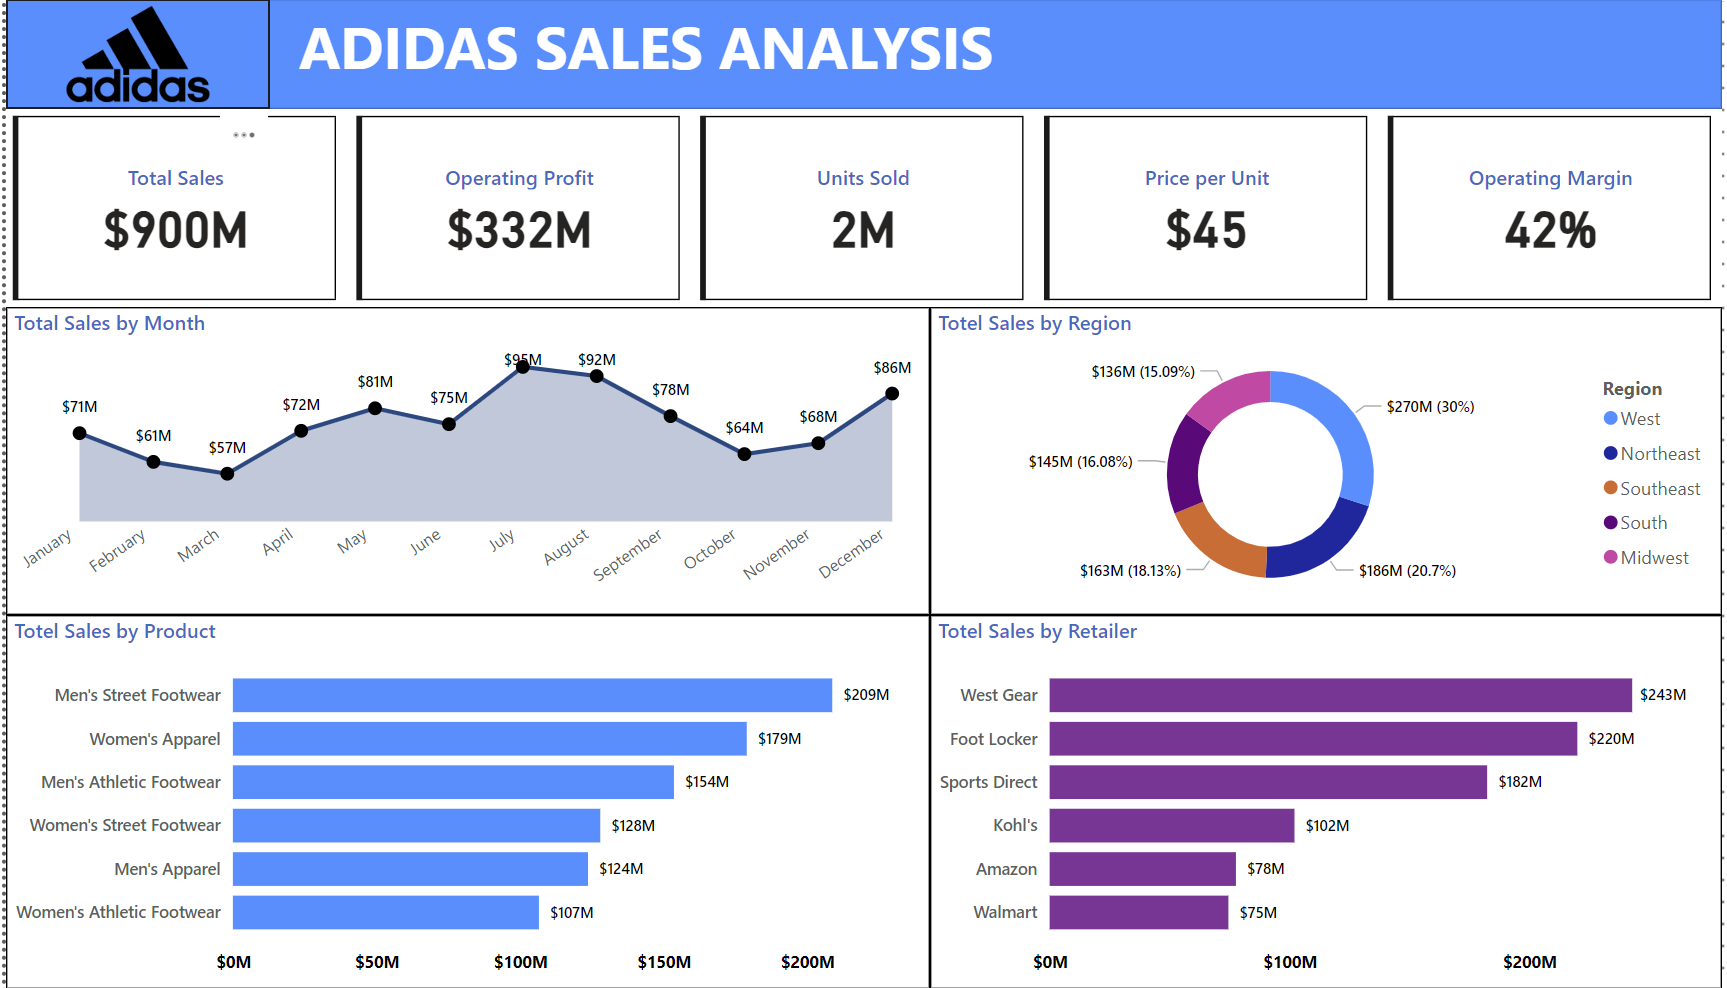 adidas
ADIDAS SALES ANALYSIS
Total Sales
$900M
Operating Profit
$332M
Units Sold
2M
Price per Unit
$45
Operating Margin
42%
Total Sales by Month
$71M
$61M
$57M
$72M
$81M
$75M
$95M
$92M
$78M
$64M
$68M
$86M
January
February
March
April
May
June
July
August
September
October
November
December
Totel Sales by Region
$136M (15.09%)
$270M (30%)
$145M (16.08%)
$163M (18.13%)
$186M (20.7%)
Region
West
Northeast
Southeast
South
Midwest
Totel Sales by Product
Men's Street Footwear $209M
Women's Apparel $179M
Men's Athletic Footwear $154M
Women's Street Footwear $128M
Men's Apparel $124M
Women's Athletic Footwear $107M
$0M $50M $100M $150M $200M
Totel Sales by Retailer
West Gear $243M
Foot Locker $220M
Sports Direct $182M
Kohl's $102M
Amazon $78M
Walmart $75M
$0M $100M $200M